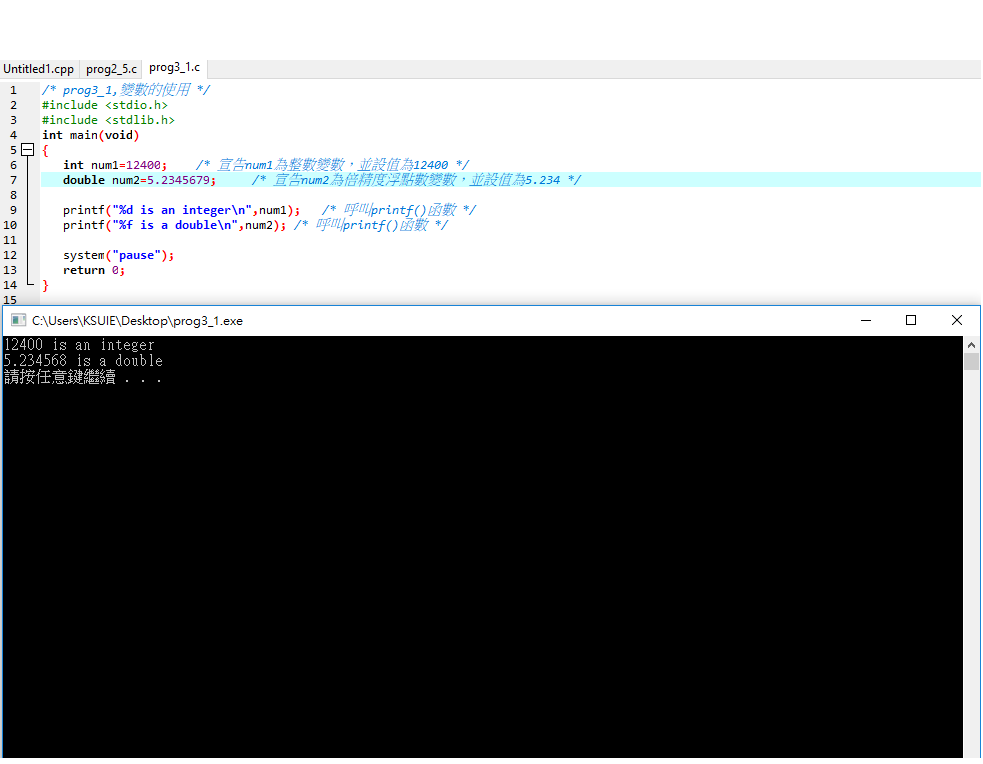 Untitled1.cpp prog2_5.c prog3_1.c
1 /* prog3_1,變數的使用 */
2 #include <stdio.h>
3 #include <stdlib.h>
4 int main(void)
5 {
6 int num1=12400; /* 宣告num1為整數變數，並設值為12400 */
7 double num2=5.2345679; /* 宣告num2為倍精度浮點數變數，並設值為5.234 */
8
9 printf("%d is an integer\n",num1); /* 呼叫printf()函數 */
10 printf("%f is a double\n",num2); /* 呼叫printf()函數 */
11
12 system("pause");
13 return 0;
14 }
15
C:\Users\KSUIE\Desktop\prog3_1.exe
12400 is an integer
5.234568 is a double
請按任意鍵繼續 . . .